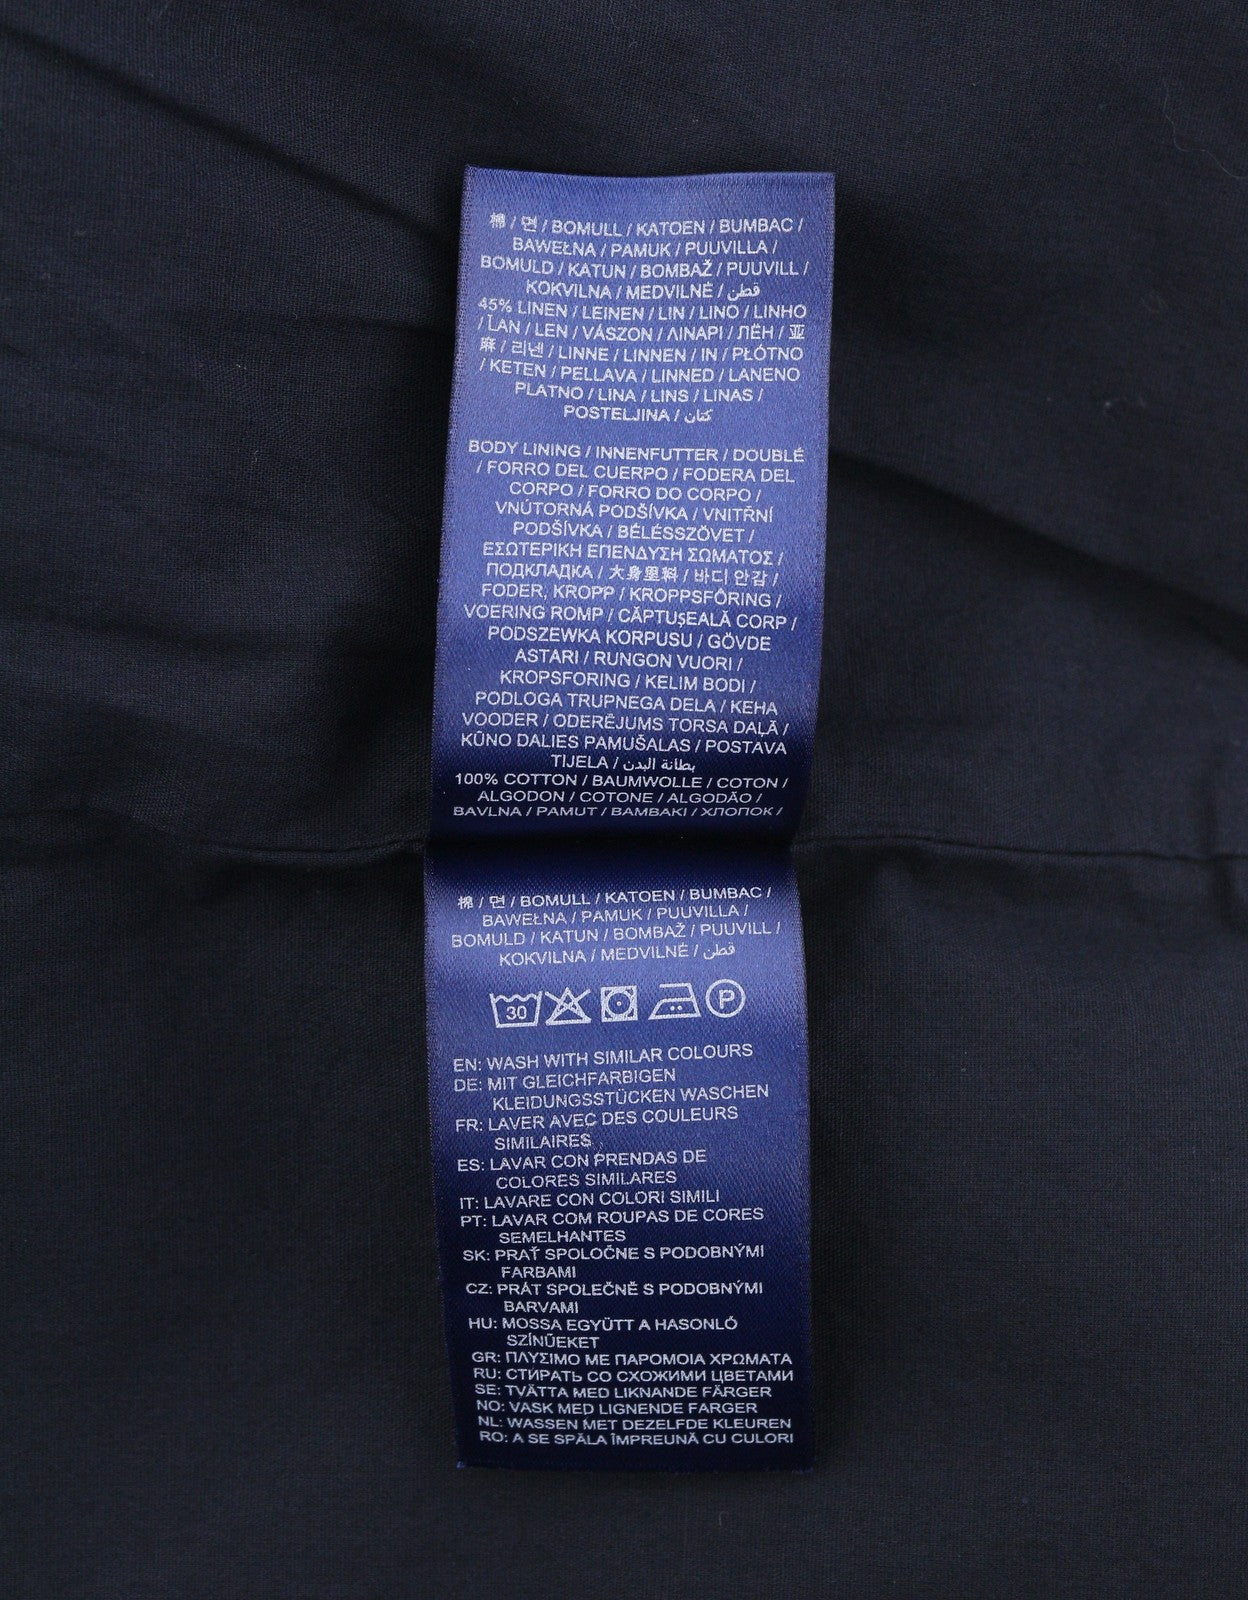 棉 / 면 / BOMULL / KATOEN / BUMBAC /
BAWEŁNA / PAMUK / PUUVILLA /
BOMULD / KATUN / BOMBAŽ / PUUVILL /
KOKVILNA / MEDVILNĖ / قطن
45% LINEN / LEINEN / LIN / LINO / LINHO
/ ĽAN / LEN / VÁSZON / ΛΙΝΑΡΙ / ЛЁН / 亚
麻 / 리넨 / LINNE / LINNEN / IN / PŁÓTNO
/ KETEN / PELLAVA / LINNED / LANENO
PLATNO / LINA / LINS / LINAS /
POSTELJINA / كتان
BODY LINING / INNENFUTTER / DOUBLÉ
/ FORRO DEL CUERPO / FODERA DEL
CORPO / FORRO DO CORPO /
VNÚTORNÁ PODŠÍVKA / VNITŘNÍ
PODŠÍVKA / BÉLÉSSZÖVET /
ΕΣΩΤΕΡΙΚΗ ΕΠΕΝΔΥΣΗ ΣΩΜΑΤΟΣ /
ПОДКЛАДКА / 大身里料 / 바디 안감 /
FODER, KROPP / KROPPSFÔRING /
VOERING ROMP / CĂPTUȘEALĂ CORP /
PODSZEWKA KORPUSU / GÖVDE
ASTARI / RUNGON VUORI /
KROPSFORING / KELIM BODI /
PODLOGA TRUPNEGA DELA / KEHA
VOODER / ODERĒJUMS TORSA DAĻĀ /
KŪNO DALIES PAMUŠALAS / POSTAVA
TIJELA / بطانة البدن
100% COTTON / BAUMWOLLE / COTON /
ALGODON / COTONE / ALGODÃO /
BAVLNA / PAMUT / ΒΑΜΒΑΚΙ / ХЛОПОК /
棉 / 면 / BOMULL / KATOEN / BUMBAC /
BAWEŁNA / PAMUK / PUUVILLA /
BOMULD / KATUN / BOMBAŽ / PUUVILL /
KOKVILNA / MEDVILNĖ / قطن
30 P
EN: WASH WITH SIMILAR COLOURS
DE: MIT GLEICHFARBIGEN
KLEIDUNGSSTÜCKEN WASCHEN
FR: LAVER AVEC DES COULEURS
SIMILAIRES
ES: LAVAR CON PRENDAS DE
COLORES SIMILARES
IT: LAVARE CON COLORI SIMILI
PT: LAVAR COM ROUPAS DE CORES
SEMELHANTES
SK: PRAŤ SPOLOČNE S PODOBNÝMI
FARBAMI
CZ: PRÁT SPOLEČNĚ S PODOBNÝMI
BARVAMI
HU: MOSSA EGYÜTT A HASONLÓ
SZÍNŰEKET
GR: ΠΛΥΣΙΜΟ ΜΕ ΠΑΡΟΜΟΙΑ ΧΡΩΜΑΤΑ
RU: СТИРАТЬ СО СХОЖИМИ ЦВЕТАМИ
SE: TVÄTTA MED LIKNANDE FÄRGER
NO: VASK MED LIGNENDE FARGER
NL: WASSEN MET DEZELFDE KLEUREN
RO: A SE SPĂLA ÎMPREUNĂ CU CULORI